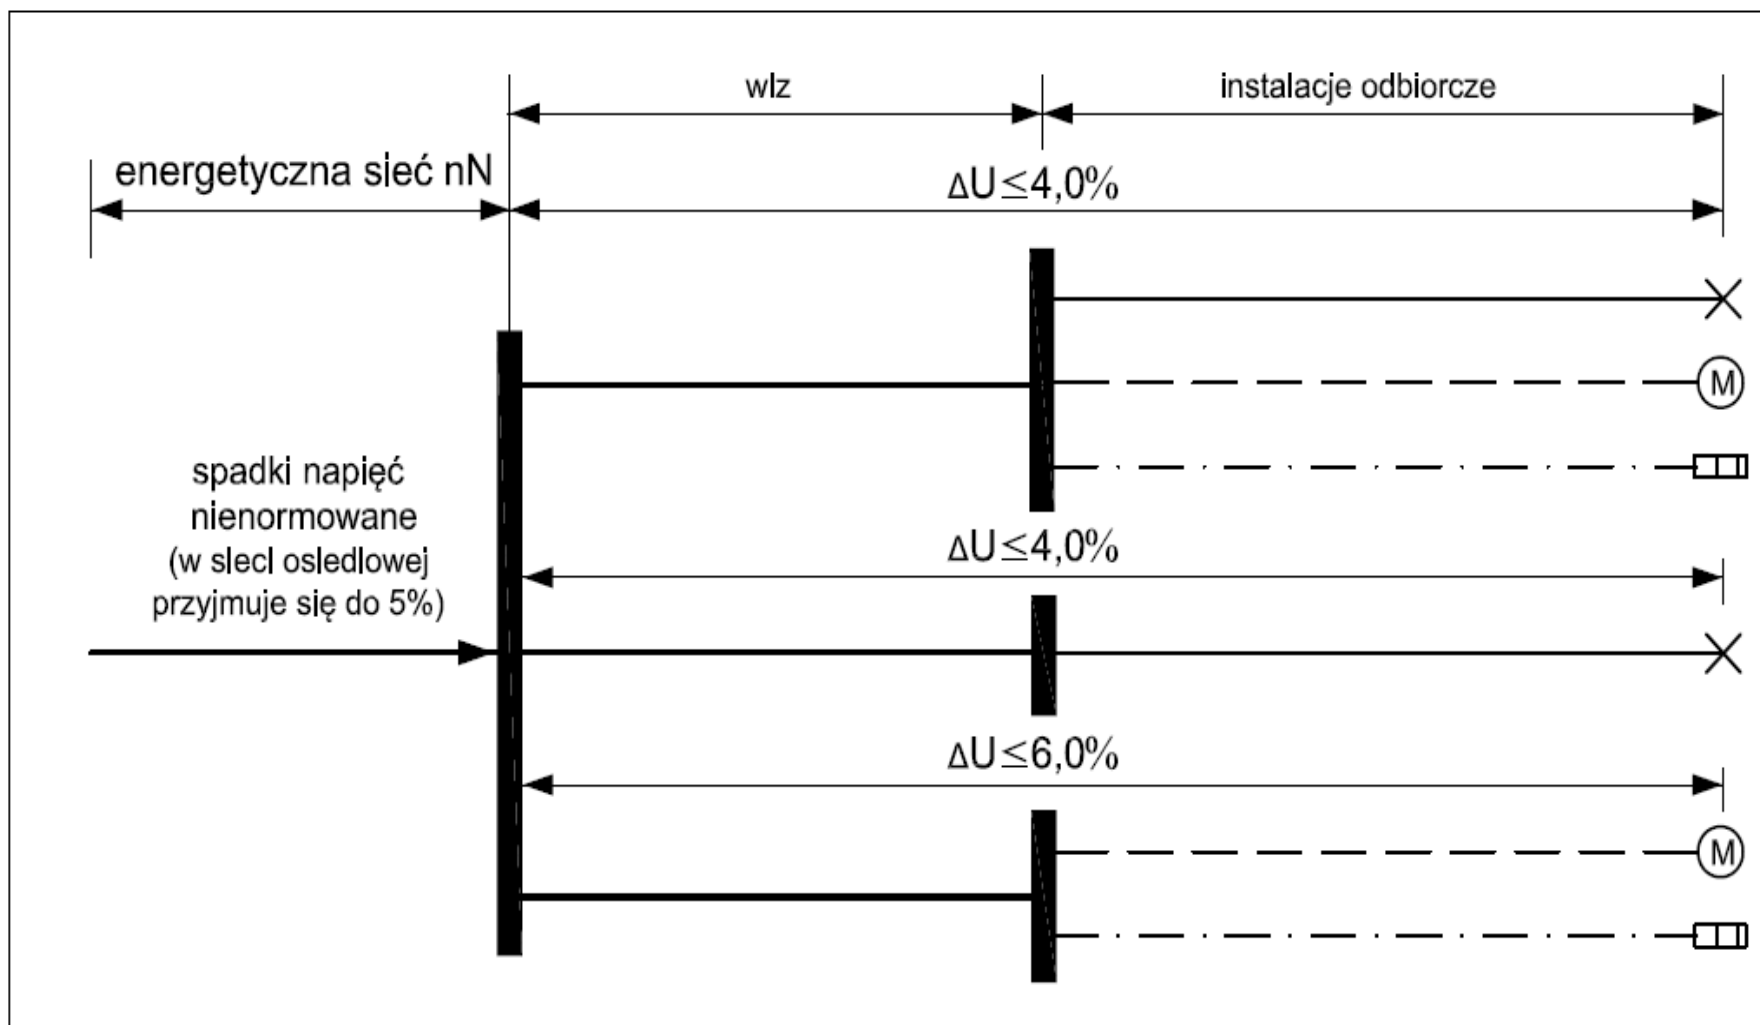 wlz
instalacje odbiorcze
energetyczna sieć nN
ΔU≤4,0%
M
spadki napięć
nienormowane
(w sieci osiedlowej
przyjmuje się do 5%)
ΔU≤4,0%
ΔU≤6,0%
M